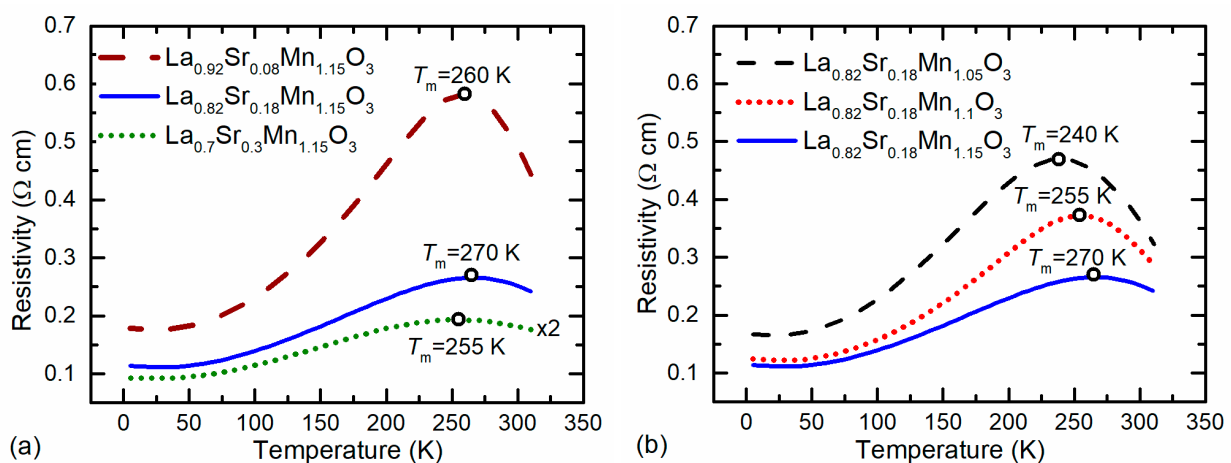 0.7
0.6
0.5
0.4
0.3
0.2
0.1
Resistivity (Ω cm)
La0.92Sr0.08Mn1.15O3
La0.82Sr0.18Mn1.15O3
La0.7Sr0.3Mn1.15O3
Tm=260 K
Tm=270 K
Tm=255 K
x2
0 50 100 150 200 250 300 350
Temperature (K)
(a)
0.7
0.6
0.5
0.4
0.3
0.2
0.1
Resistivity (Ω cm)
La0.82Sr0.18Mn1.05O3
La0.82Sr0.18Mn1.1O3
La0.82Sr0.18Mn1.15O3
Tm=240 K
Tm=255 K
Tm=270 K
0 50 100 150 200 250 300 350
Temperature (K)
(b)